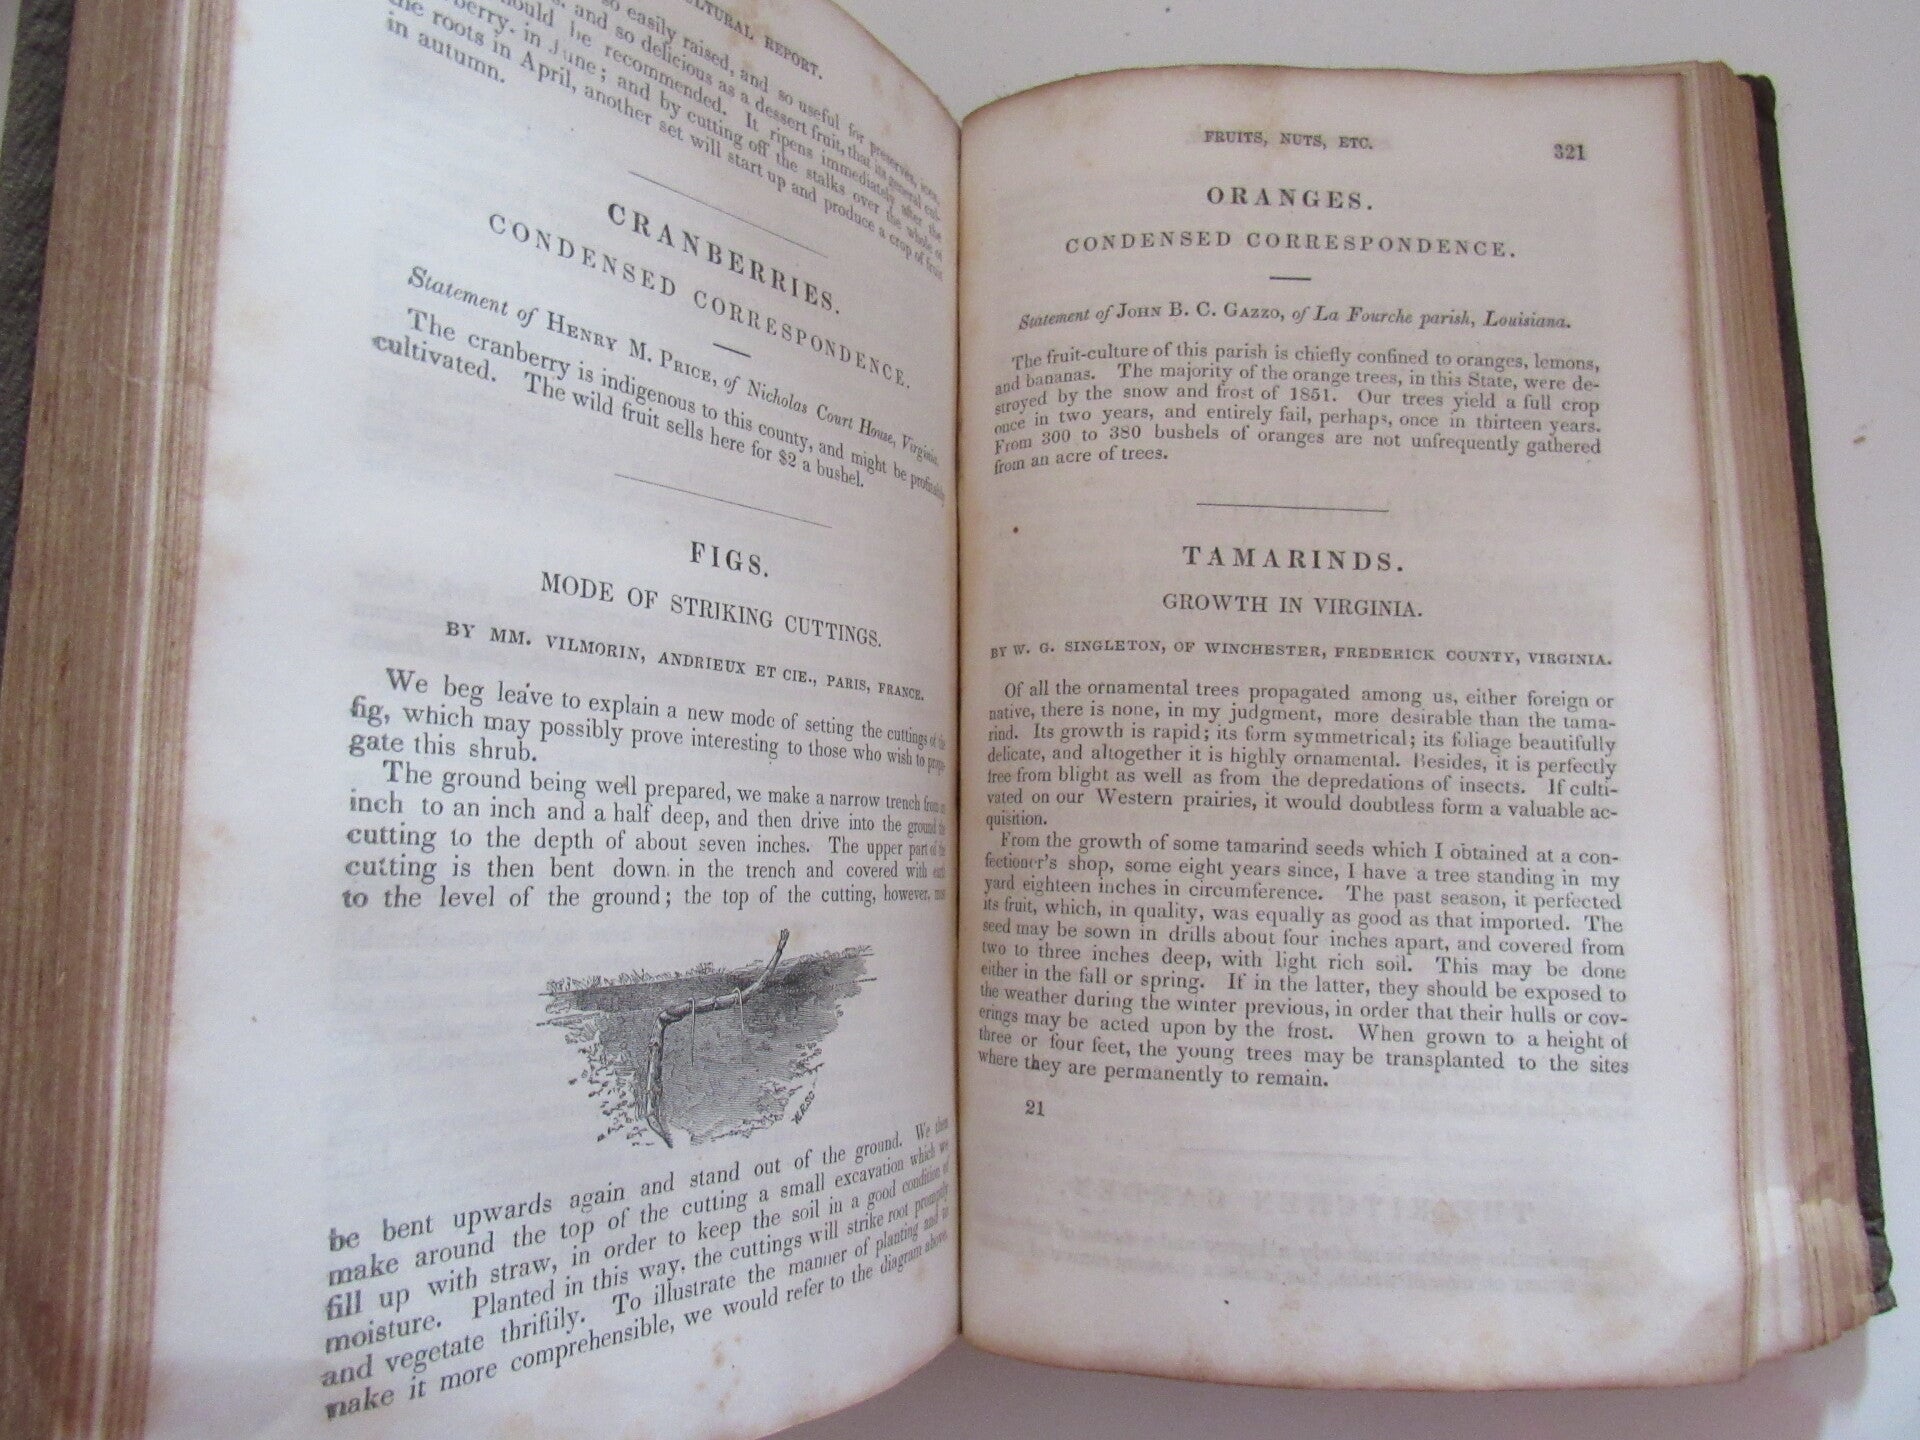 CULTURAL REPORT.
so easily raised, and so useful for preserves, ices,
and so delicious as a dessert fruit, that its general cul-
should be recommended. It ripens immediately after the
berry. in June; and by cutting off the stalks over the whole of
the roots in April, another set will start up and produce a crop of fruit
in autumn.
CRANBERRIES.
CONDENSED CORRESPONDENCE.
Statement of HENRY M. PRICE, of Nicholas Court House, Virginia.
The cranberry is indigenous to this county, and might be profitably
cultivated. The wild fruit sells here for $2 a bushel.
FIGS.
MODE OF STRIKING CUTTINGS.
BY MM. VILMORIN, ANDRIEUX ET CIE., PARIS, FRANCE.
We beg leave to explain a new mode of setting the cuttings of the
fig, which may possibly prove interesting to those who wish to propa-
gate this shrub.
The ground being well prepared, we make a narrow trench from an
inch to an inch and a half deep, and then drive into the ground the
cutting to the depth of about seven inches. The upper part of the
cutting is then bent down in the trench and covered with earth
to the level of the ground; the top of the cutting, however, must
be bent upwards again and stand out of the ground. We then
make around the top of the cutting a small excavation which we
fill up with straw, in order to keep the soil in a good condition of
moisture. Planted in this way, the cuttings will strike root promptly
and vegetate thriftily. To illustrate the manner of planting and to
make it more comprehensible, we would refer to the diagram above.
FRUITS, NUTS, ETC. 321
ORANGES.
CONDENSED CORRESPONDENCE.
Statement of JOHN B. C. GAZZO, of La Fourche parish, Louisiana.
The fruit-culture of this parish is chiefly confined to oranges, lemons,
and bananas. The majority of the orange trees, in this State, were de-
stroyed by the snow and frost of 1851. Our trees yield a full crop
once in two years, and entirely fail, perhaps, once in thirteen years.
From 300 to 380 bushels of oranges are not unfrequently gathered
from an acre of trees.
TAMARINDS.
GROWTH IN VIRGINIA.
BY W. G. SINGLETON, OF WINCHESTER, FREDERICK COUNTY, VIRGINIA.
Of all the ornamental trees propagated among us, either foreign or
native, there is none, in my judgment, more desirable than the tama-
rind. Its growth is rapid; its form symmetrical; its foliage beautifully
delicate, and altogether it is highly ornamental. Besides, it is perfectly
free from blight as well as from the depredations of insects. If culti-
vated on our Western prairies, it would doubtless form a valuable ac-
quisition.
From the growth of some tamarind seeds which I obtained at a con-
fectioner's shop, some eight years since, I have a tree standing in my
yard eighteen inches in circumference. The past season, it perfected
its fruit, which, in quality, was equally as good as that imported. The
seed may be sown in drills about four inches apart, and covered from
two to three inches deep, with light rich soil. This may be done
either in the fall or spring. If in the latter, they should be exposed to
the weather during the winter previous, in order that their hulls or cov-
erings may be acted upon by the frost. When grown to a height of
three or four feet, the young trees may be transplanted to the sites
where they are permanently to remain.
21